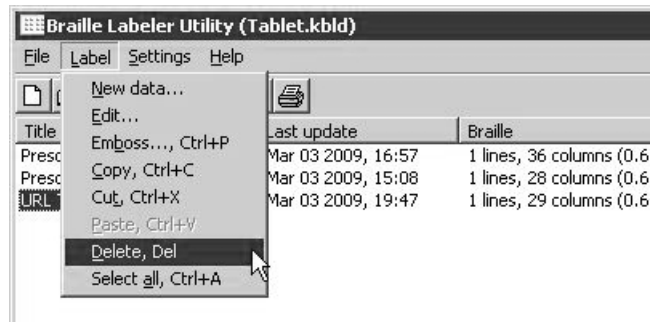 Braille Labeler Utility (Tablet.kbld)
File Label Settings Help
Title Last update Braille
Presc Mar 03 2009, 16:57 1 lines, 36 columns (0.6
Presc Mar 03 2009, 15:08 1 lines, 28 columns (0.6
URL Mar 03 2009, 19:47 1 lines, 29 columns (0.6
New data...
Edit...
Emboss..., Ctrl+P
Copy, Ctrl+C
Cut, Ctrl+X
Paste, Ctrl+V
Delete, Del
Select all, Ctrl+A